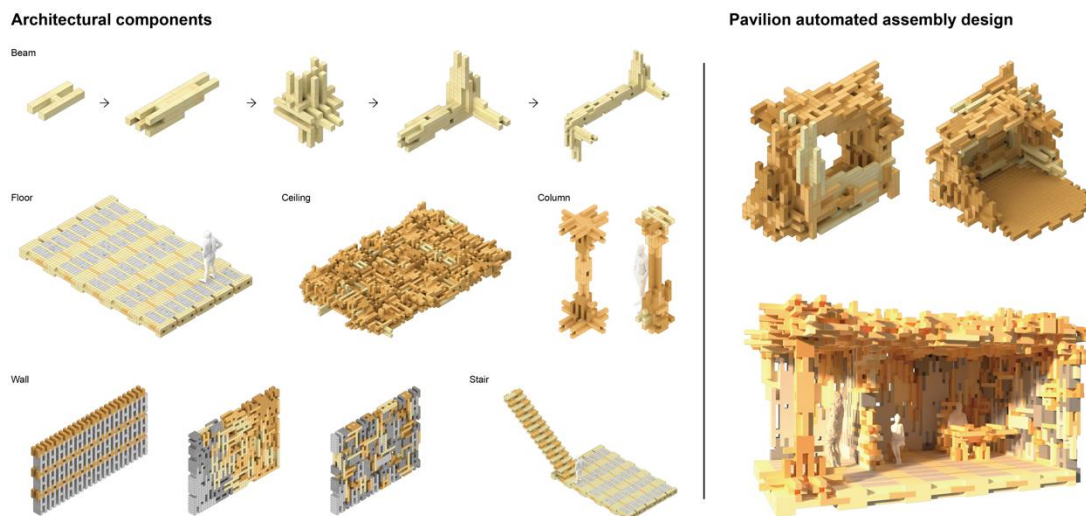 Architectural components
Pavilion automated assembly design
Beam
Floor
Ceiling
Column
Wall
Stair